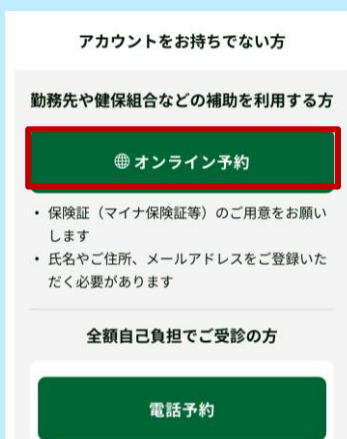 アカウントをお持ちでない方
勤務先や健保組合などの補助を利用する方
オンライン予約
・保険証（マイナ保険証等）のご用意をお願い
します
・氏名やご住所、メールアドレスをご登録いた
だく必要があります
全額自己負担でご受診の方
電話予約